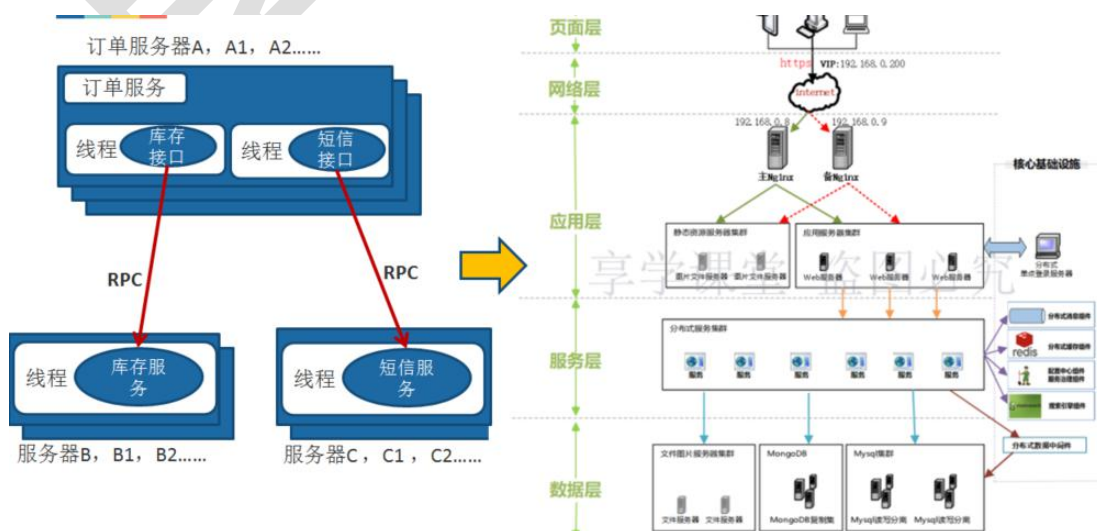 订单服务器A，A1，A2......
订单服务
线程
库存
接口
线程
短信
接口
RPC
RPC
线程
库存服
务
线程
短信服
务
服务器B，B1，B2......
服务器C，C1，C2......
页面层
https
VIP:192.168.0.200
网络层
internet
192.168.0.8
192.168.0.9
主Nginx
备Nginx
核心基础设施
应用层
静态资源服务器集群
图片文件服务器
图片文件服务器
应用服务器集群
Web服务器
Web服务器
Web服务器
分布式
单点登录服务器
享学课堂 盗图必究
服务层
分布式服务集群
服务
服务
服务
服务
服务
服务
分布式消息组件
redis
分布式缓存组件
配置中心组件
服务治理组件
搜索引擎组件
分布式数据中间件
数据层
文件图片服务器集群
文件服务器
文件服务器
MongoDB
MongoDB复制集
Mysql集群
Mysql读写分离
Mysql读写分离